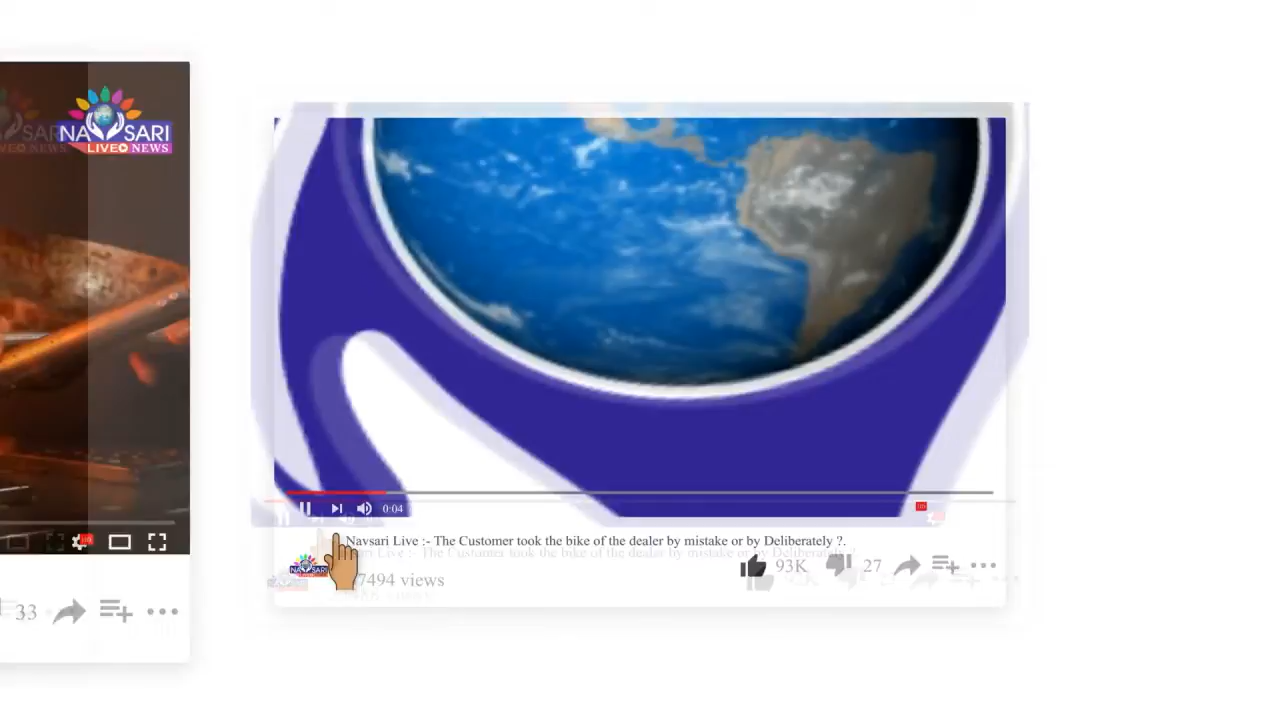 NAVSARI
LIVE NEWS
33
0:04
Navsari Live :- The Customer took the bike of the dealer by mistake or by Deliberately ?.
NAVSARI
7494 views
93K
27